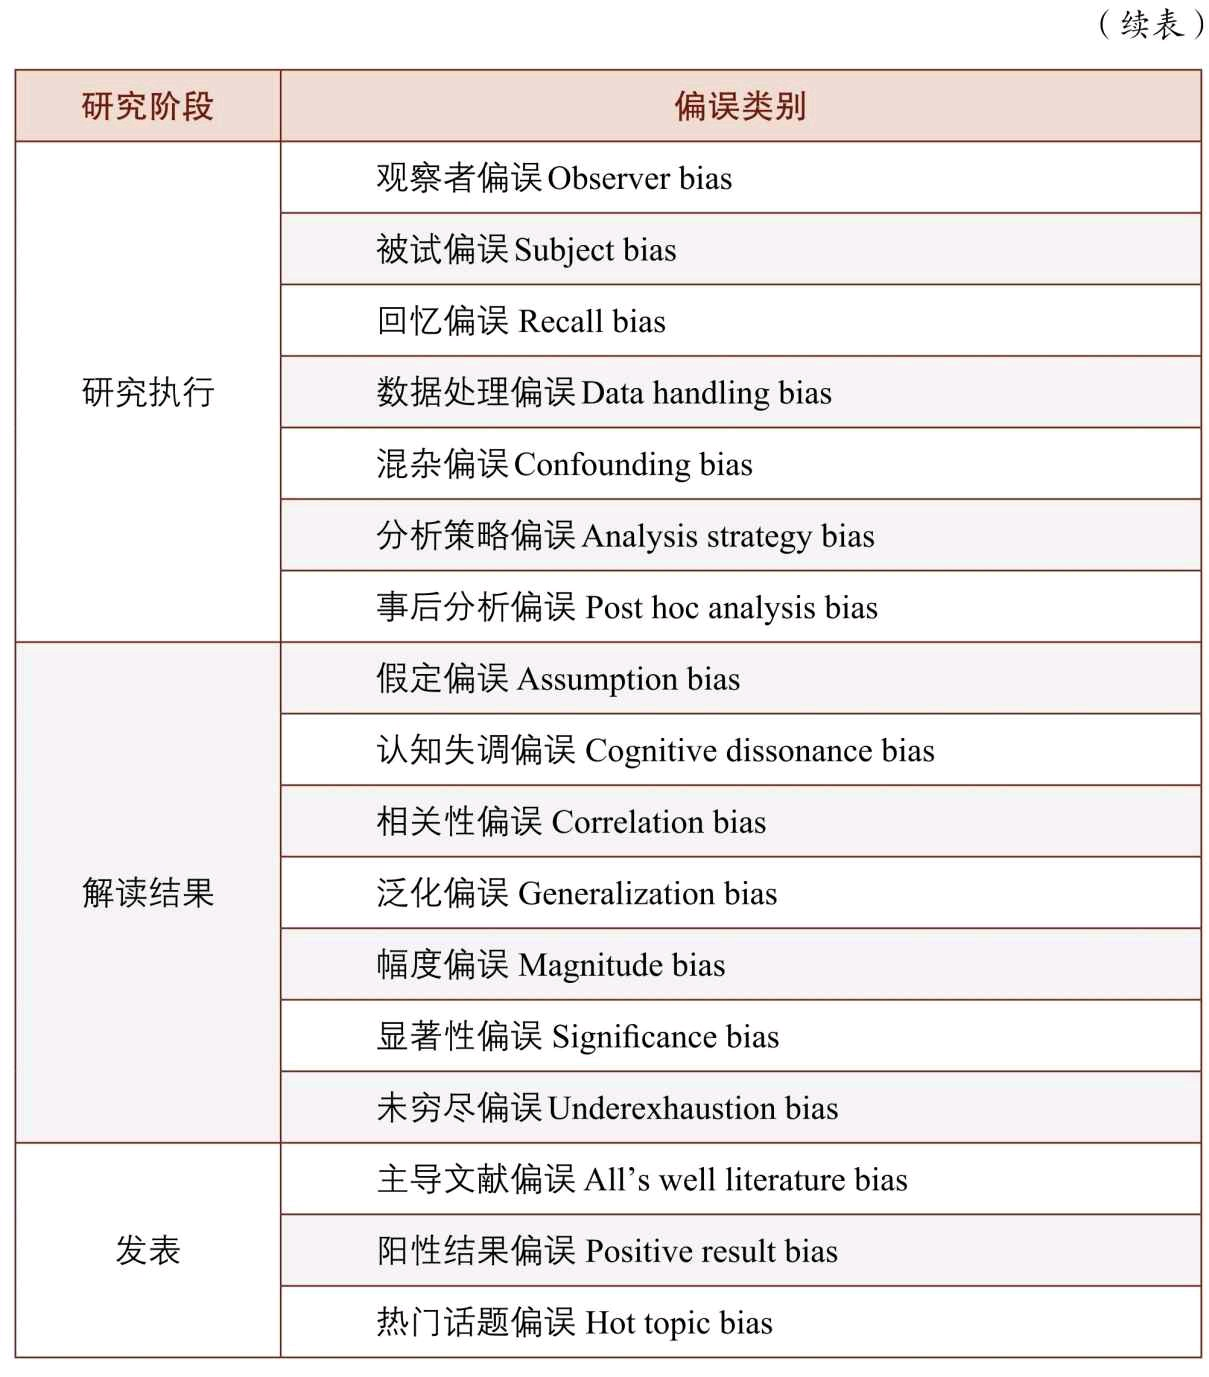 （续表）
研究阶段 偏误类别
观察者偏误 Observer bias
被试偏误 Subject bias
回忆偏误 Recall bias
研究执行 数据处理偏误 Data handling bias
混杂偏误 Confounding bias
分析策略偏误 Analysis strategy bias
事后分析偏误 Post hoc analysis bias
假定偏误 Assumption bias
认知失调偏误 Cognitive dissonance bias
相关性偏误 Correlation bias
解读结果 泛化偏误 Generalization bias
幅度偏误 Magnitude bias
显著性偏误 Significance bias
未穷尽偏误 Underexhaustion bias
主导文献偏误 All’s well literature bias
发表 阳性结果偏误 Positive result bias
热门话题偏误 Hot topic bias